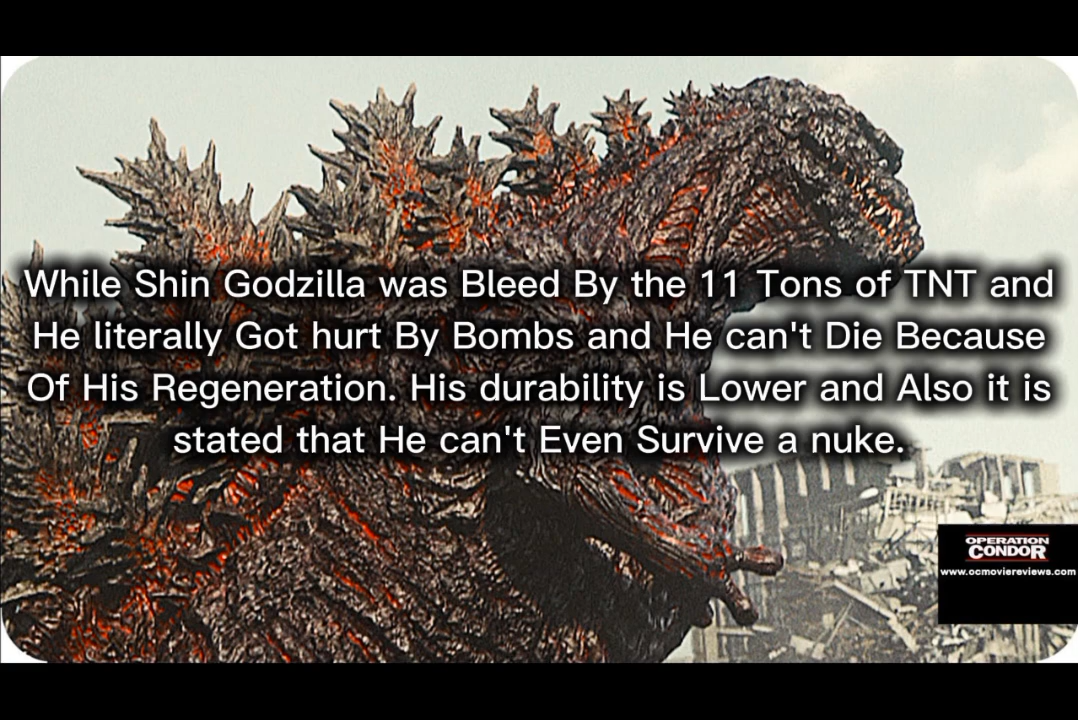 While Shin Godzilla was Bleed By the 11 Tons of TNT and
He literally Got hurt By Bombs and He can't Die Because
Of His Regeneration. His durability is Lower and Also it is
stated that He can't Even Survive a nuke.
OPERATION
CONDOR
www.ocmoviereviews.com